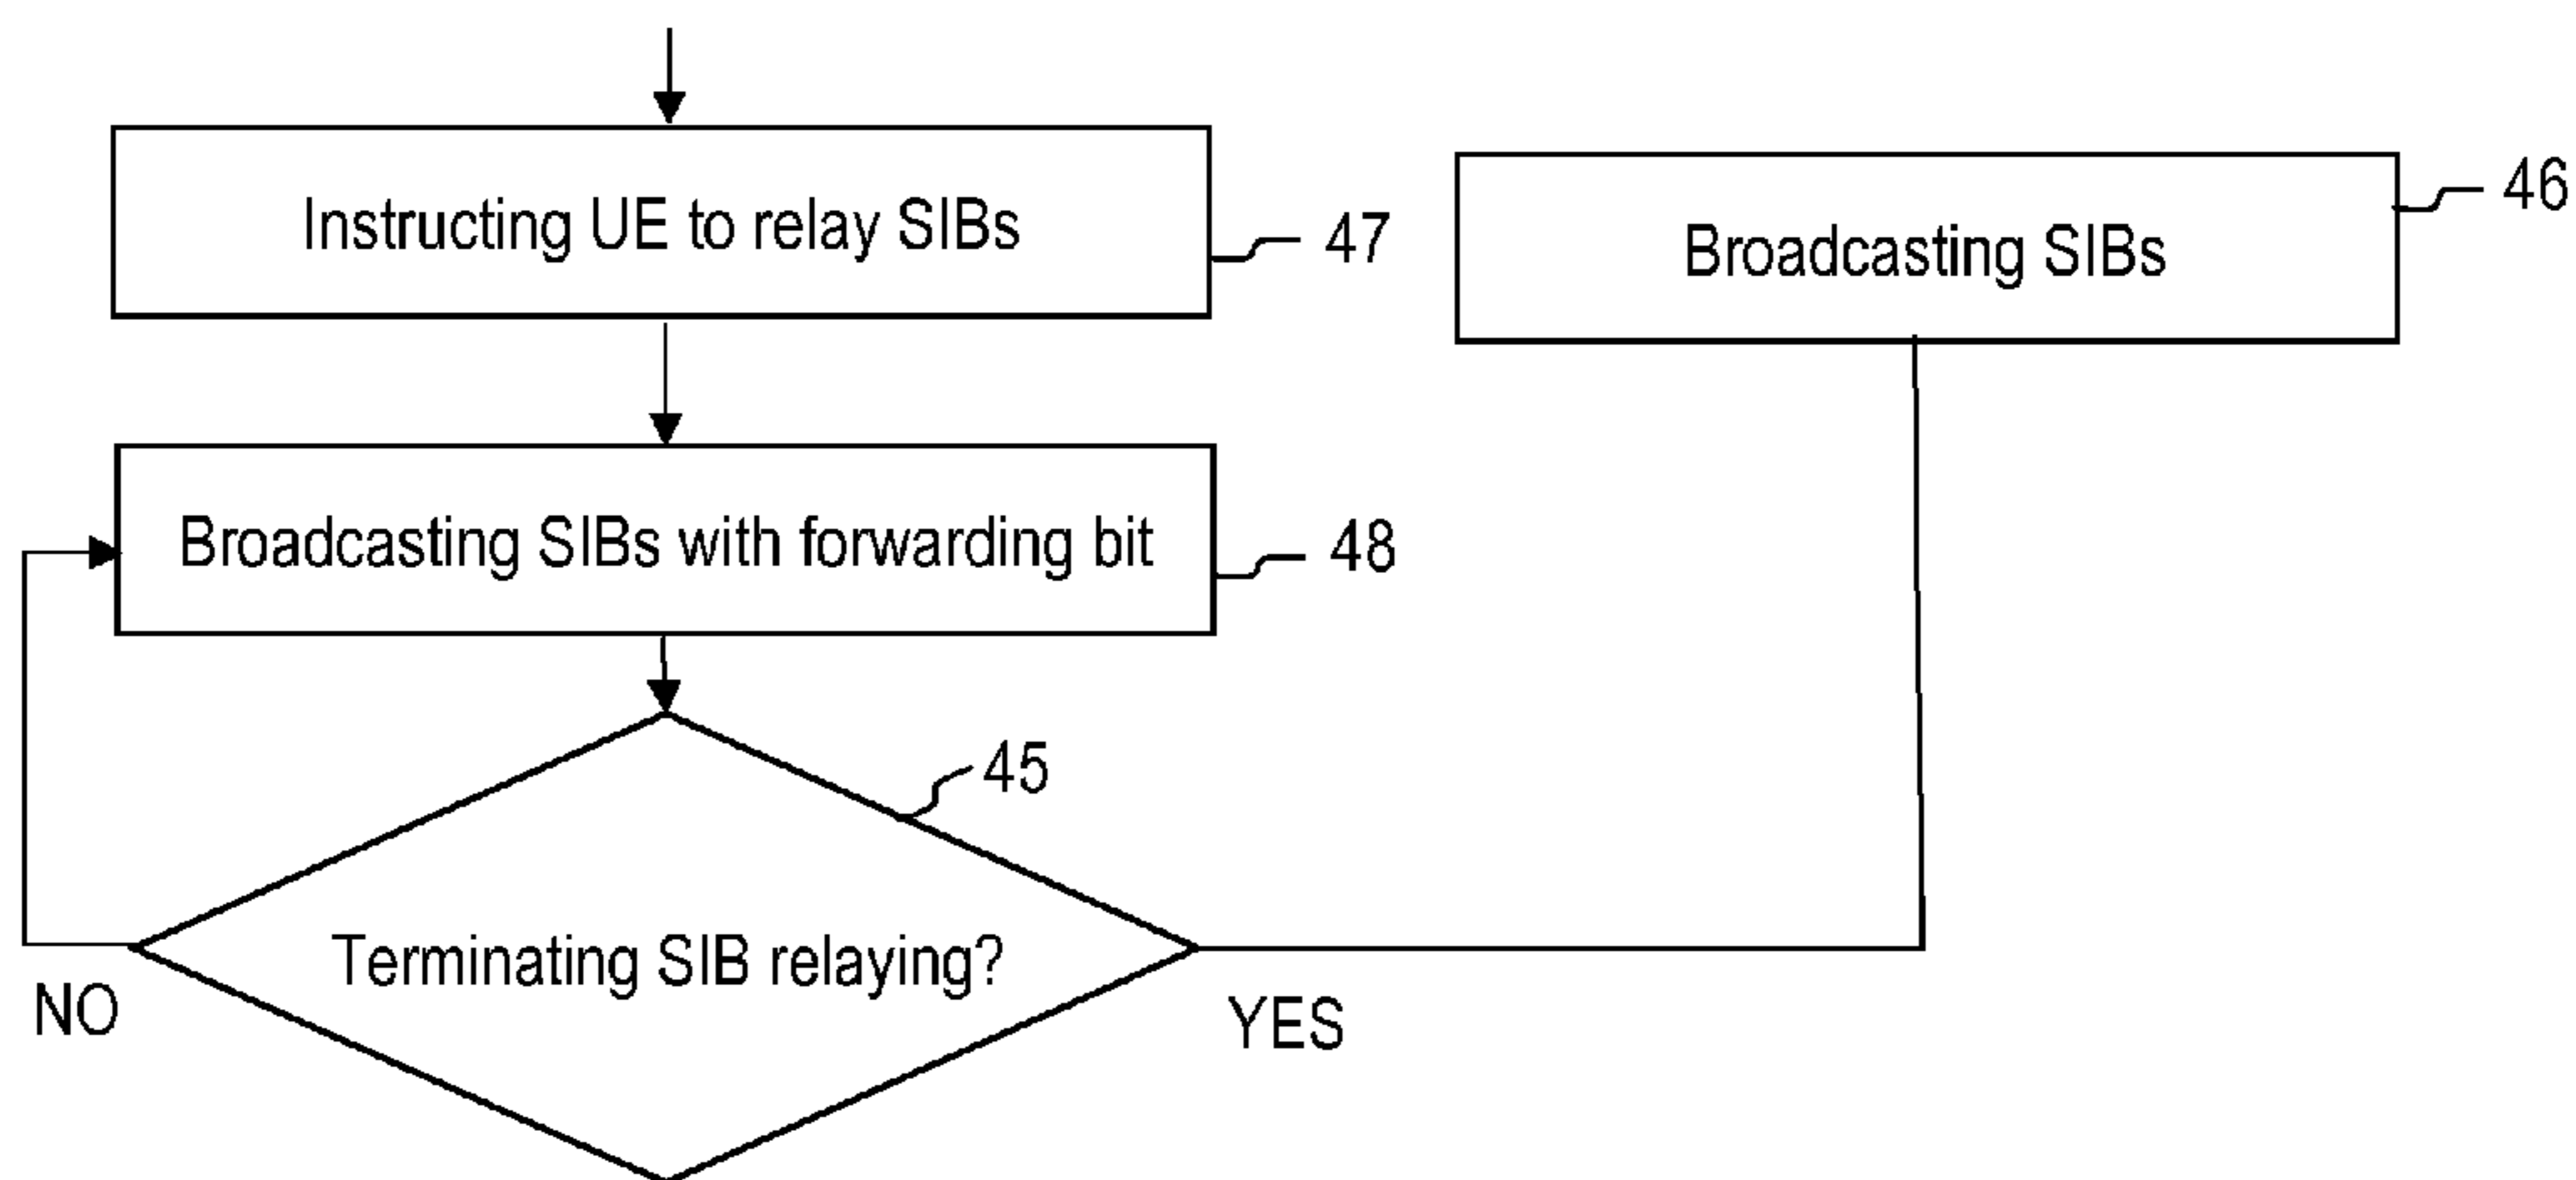 Instructing UE to relay SIBs
47
Broadcasting SIBs
46
Broadcasting SIBs with forwarding bit
48
45
Terminating SIB relaying?
NO
YES